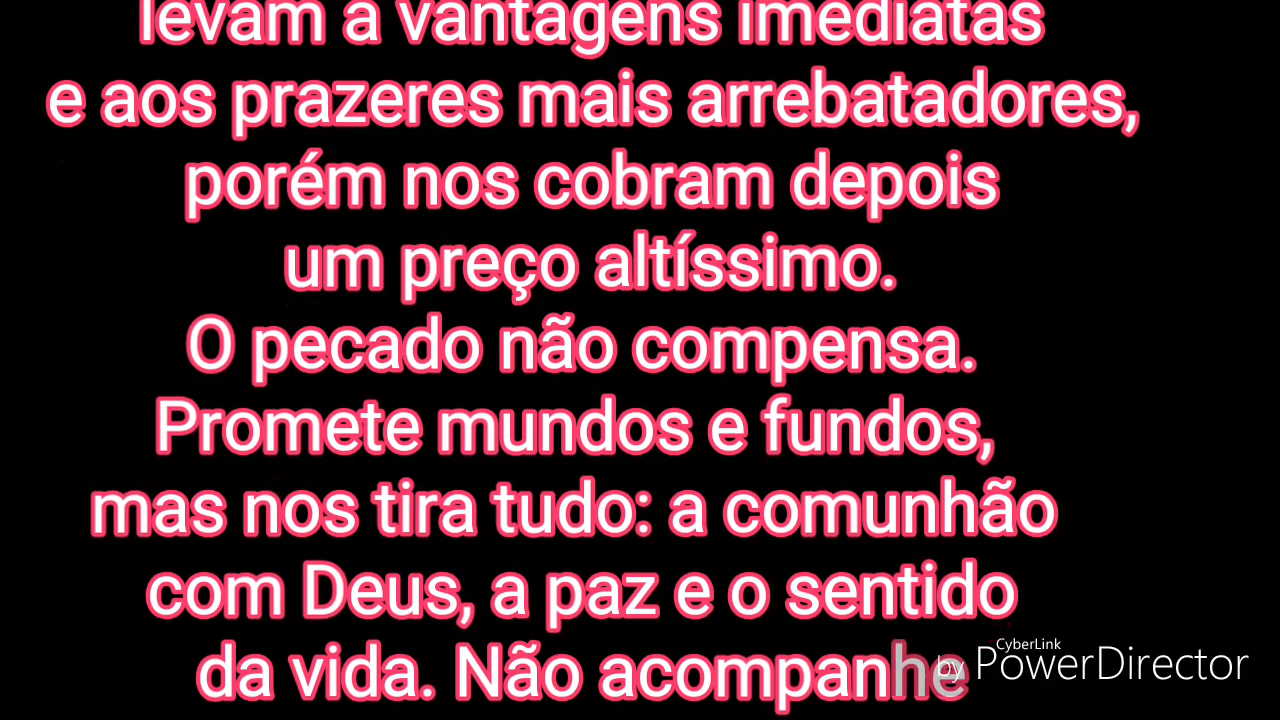 levam a vantagens imediatas
e aos prazeres mais arrebatadores,
porém nos cobram depois
um preço altíssimo.
O pecado não compensa.
Promete mundos e fundos,
mas nos tira tudo: a comunhão
com Deus, a paz e o sentido
da vida. Não acompanhe
CyberLink
by PowerDirector